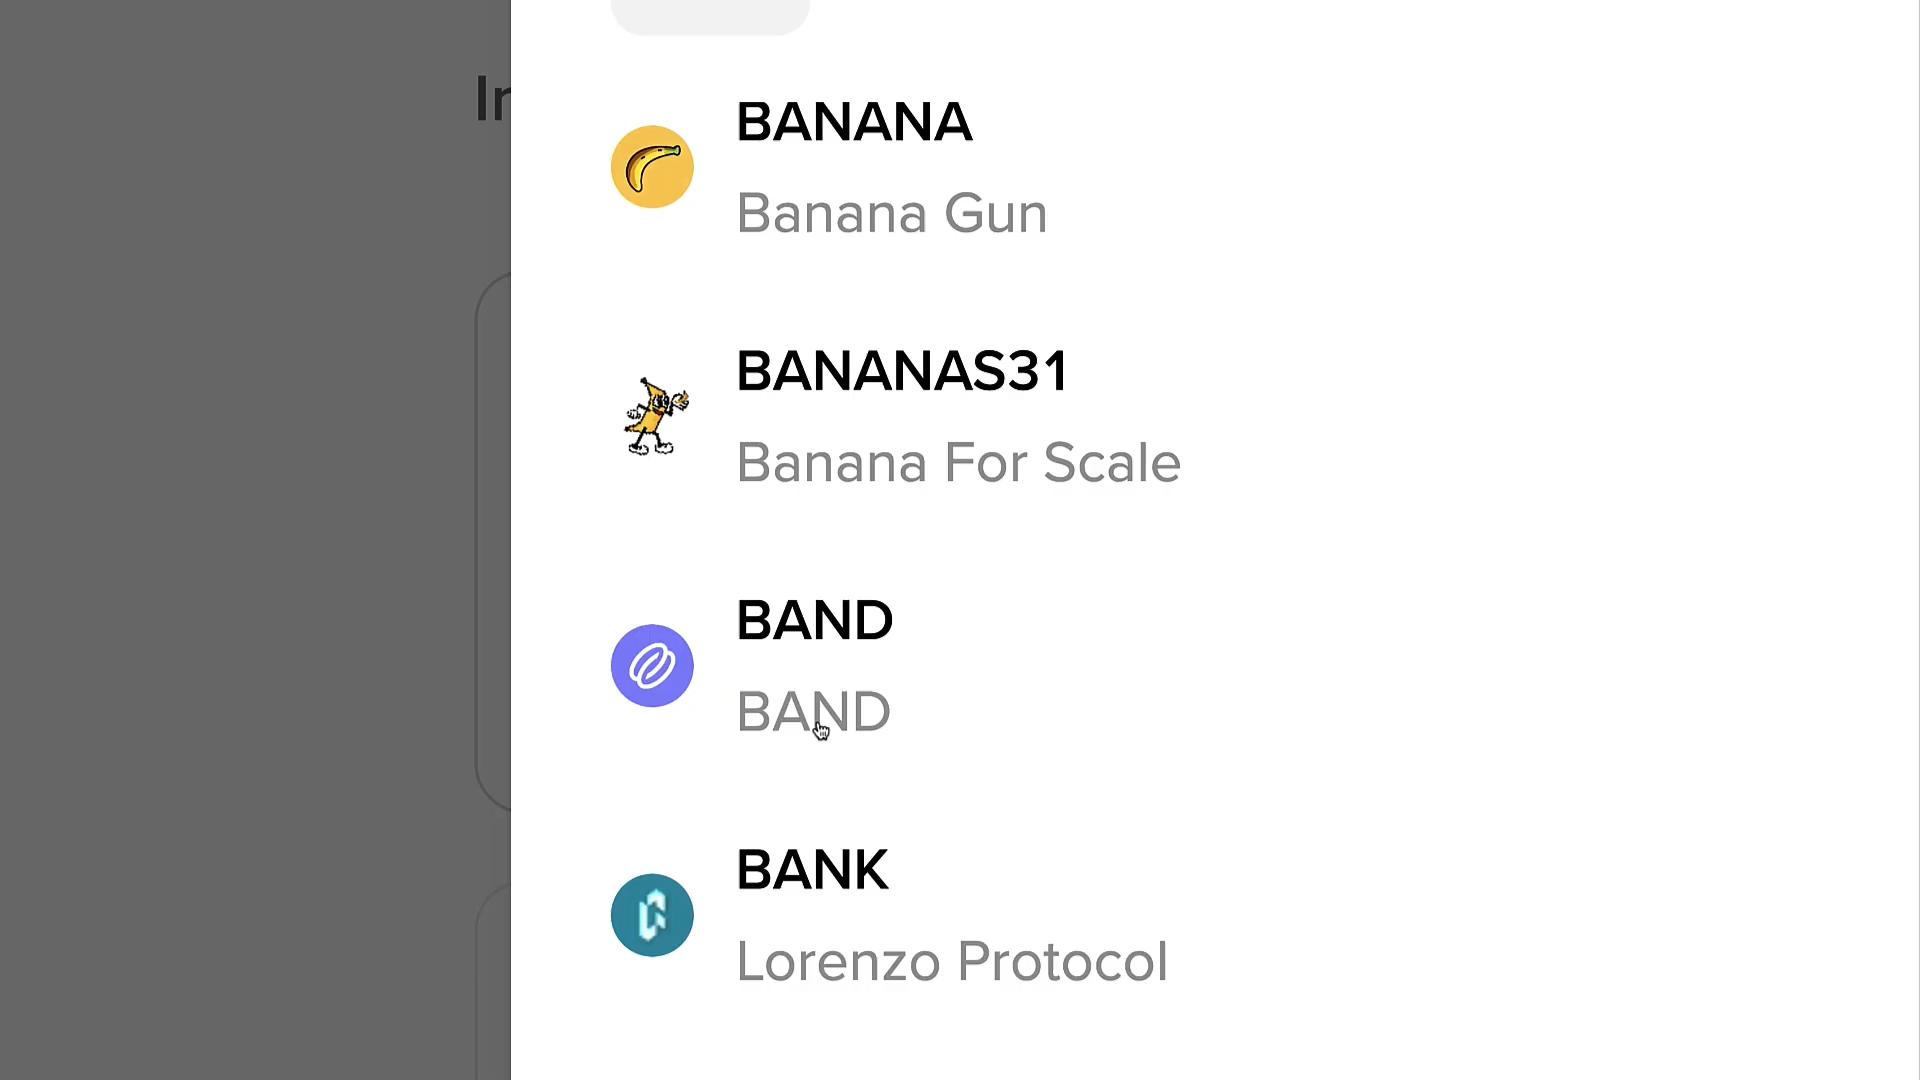 BANANA
Banana Gun
BANANAS31
Banana For Scale
BAND
BAND
BANK
Lorenzo Protocol